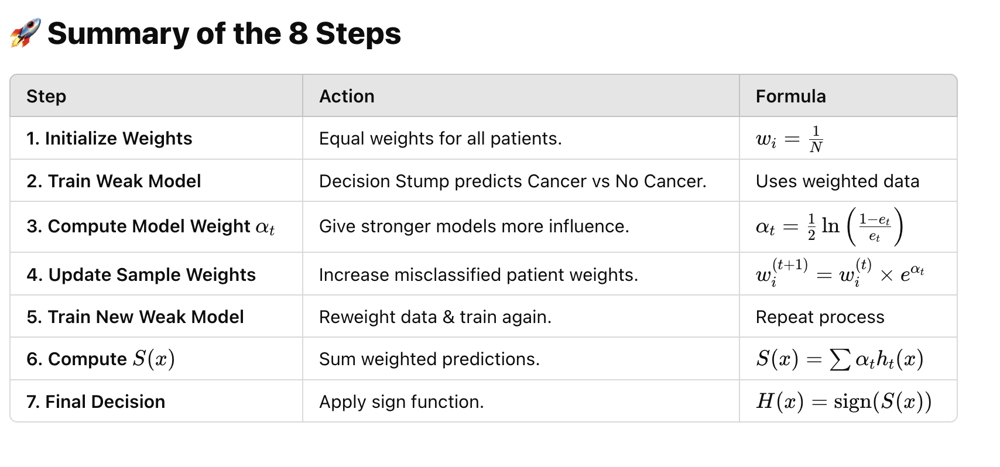 🚀 Summary of the 8 Steps
Step Action Formula
1. Initialize Weights Equal weights for all patients. $w_i = \frac{1}{N}$
2. Train Weak Model Decision Stump predicts Cancer vs No Cancer. Uses weighted data
3. Compute Model Weight $\alpha_t$ Give stronger models more influence. $\alpha_t = \frac{1}{2} \ln \left( \frac{1-e_t}{e_t} \right)$
4. Update Sample Weights Increase misclassified patient weights. $w_i^{(t+1)} = w_i^{(t)} \times e^{\alpha_t}$
5. Train New Weak Model Reweight data & train again. Repeat process
6. Compute $S(x)$ Sum weighted predictions. $S(x) = \sum \alpha_t h_t(x)$
7. Final Decision Apply sign function. $H(x) = \text{sign}(S(x))$